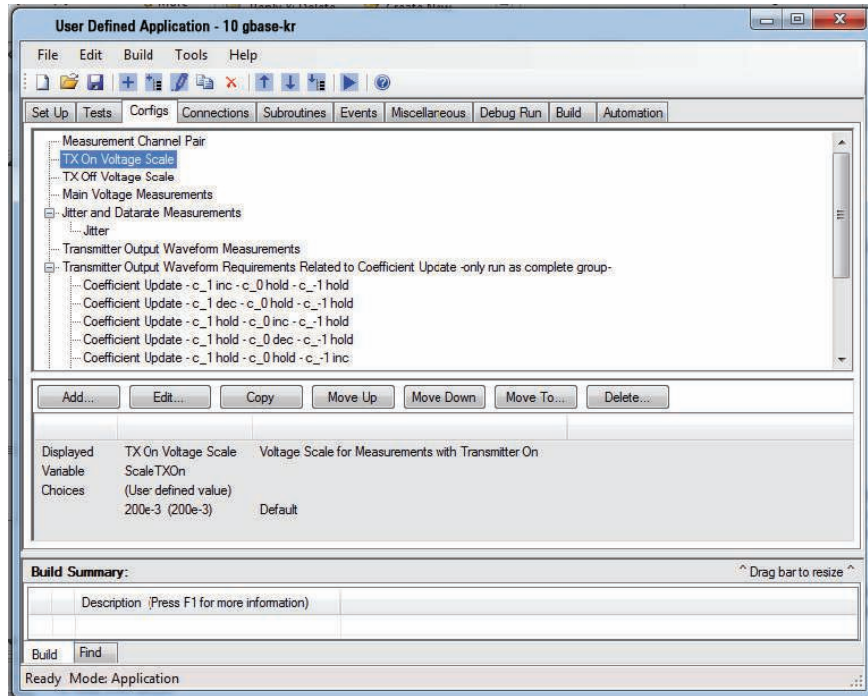 User Defined Application - 10 gbase-kr
File Edit Build Tools Help
Set Up Tests Configs Connections Subroutines Events Miscellaneous Debug Run Build Automation
Measurement Channel Pair
TX On Voltage Scale
TX Off Voltage Scale
Main Voltage Measurements
Jitter and Datarate Measurements
Jitter
Transmitter Output Waveform Measurements
Transmitter Output Waveform Requirements Related to Coefficient Upcate -only run as complete group-
Coefficient Update - c_1 inc - c_0 hold - c_-1 hold
Coefficient Update - c_1 dec - c_0 hold - c_-1 hold
Coefficient Update - c_1 hold - c_0 inc - c_-1 hold
Coefficient Update - c_1 hold - c_0 dec - c_-1 hold
Coefficient Update - c_1 hold - c_0 hold - c_-1 inc
Add... Edit... Copy Move Up Move Down Move To... Delete...
Displayed TX On Voltage Scale Voltage Scale for Measurements with Transmitter On
Variable ScaleTXOn
Choices (User defined value)
200e-3 (200e-3) Default
Build Summary: ^ Drag bar to resize ^
Description (Press F1 for more information)
Build Find
Ready Mode: Application